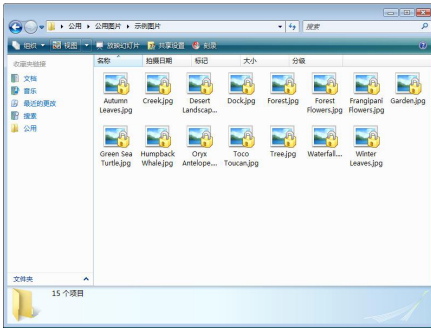 公用 ▸ 公用图片 ▸ 示例图片
搜索
组织 视图 放映幻灯片 共享设置 刻录
收藏夹链接
文档
音乐
最近的更改
搜索
公用
文件夹
名称 拍摄日期 标记 大小 分级
Autumn Leaves.jpg
Creek.jpg
Desert Landscap...
Dock.jpg
Forest.jpg
Forest Flowers.jpg
Frangipani Flowers.jpg
Garden.jpg
Green Sea Turtle.jpg
Humpback Whale.jpg
Oryx Antelope...
Toco Toucan.jpg
Tree.jpg
Waterfall....
Winter Leaves.jpg
15 个项目